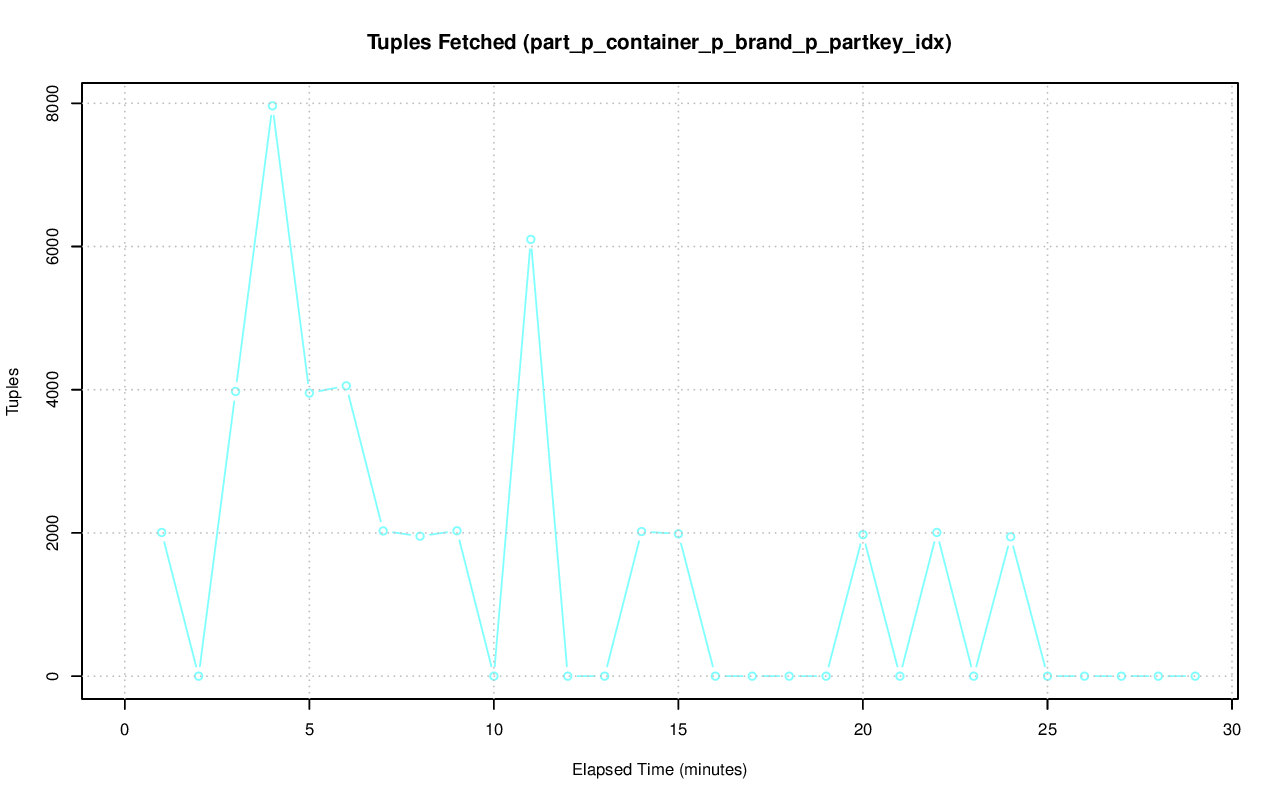 Tuples Fetched (part_p_container_p_brand_p_partkey_idx)
8000
6000
4000
2000
0
Tuples
0 5 10 15 20 25 30
Elapsed Time (minutes)